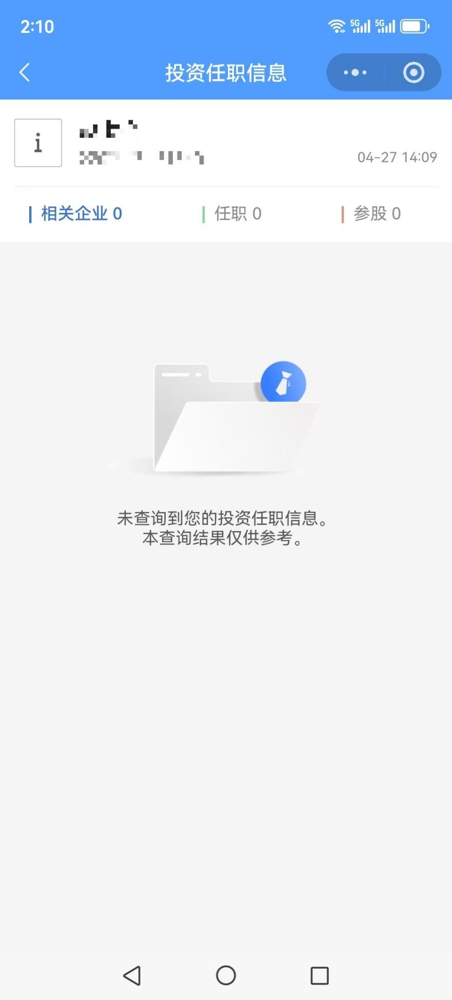 2:10
5G 5G
投资任职信息
i
04-27 14:09
相关企业 0 任职 0 参股 0
未查询到您的投资任职信息。
本查询结果仅供参考。